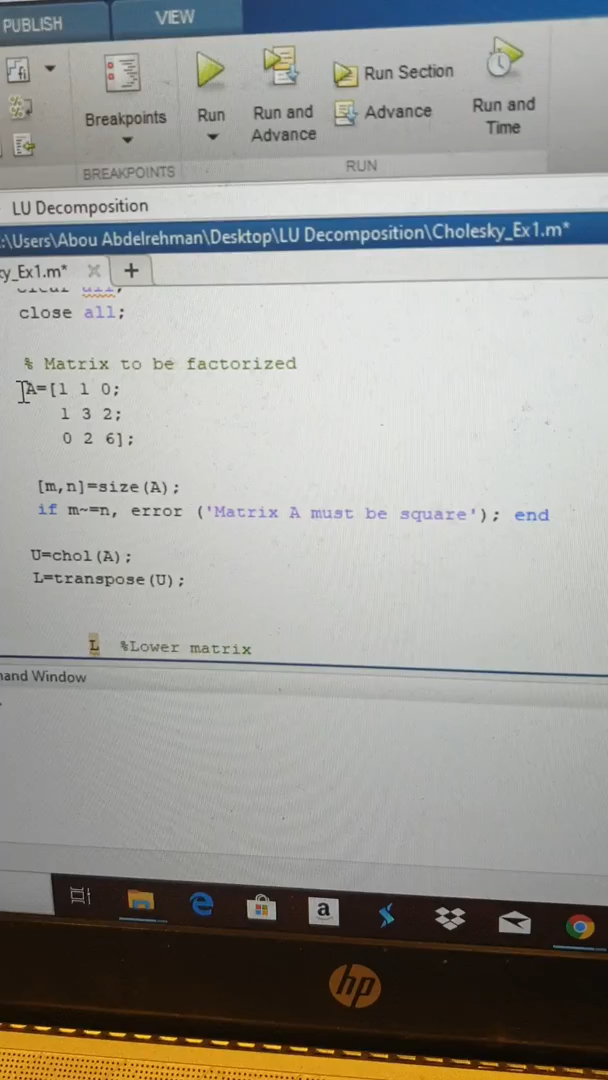 PUBLISH
VIEW
Breakpoints
Run
Run and
Advance
Run Section
Advance
Run and
Time
BREAKPOINTS
RUN
LU Decomposition
:\Users\Abou Abdelrehman\Desktop\LU Decomposition\Cholesky_Ex1.m*
ky_Ex1.m*
close all;
% Matrix to be factorized
A=[1 1 0;
1 3 2;
0 2 6];
[m,n]=size(A);
if m~=n, error ('Matrix A must be square'); end
U=chol(A);
L=transpose(U);
L %Lower matrix
mand Window
a
hp